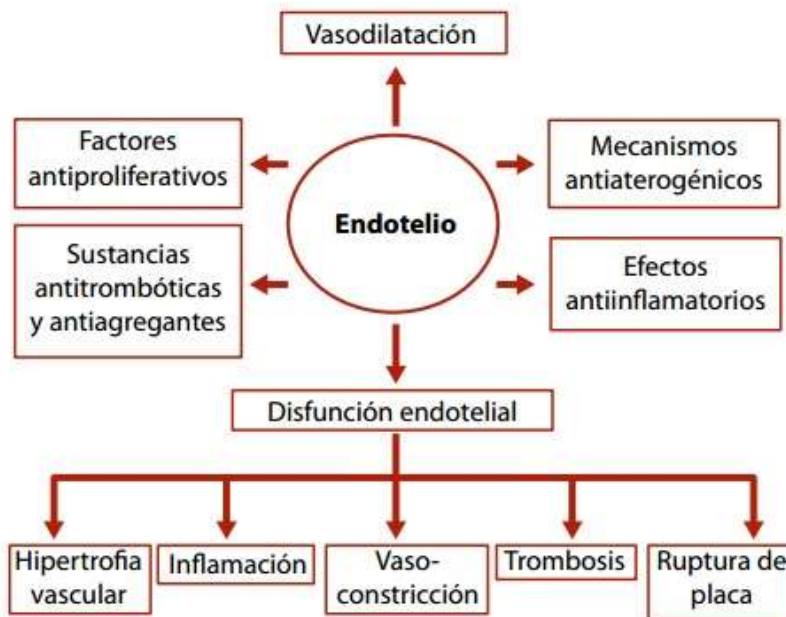 Vasodilatación
Factores
antiproliferativos
Mecanismos
antiaterogénicos
Endotelio
Sustancias
antitrombóticas
y antiagregantes
Efectos
antiinflamatorios
Disfunción endotelial
Hipertrofia
vascular
Inflamación
Vaso-
constricción
Trombosis
Ruptura de
placa